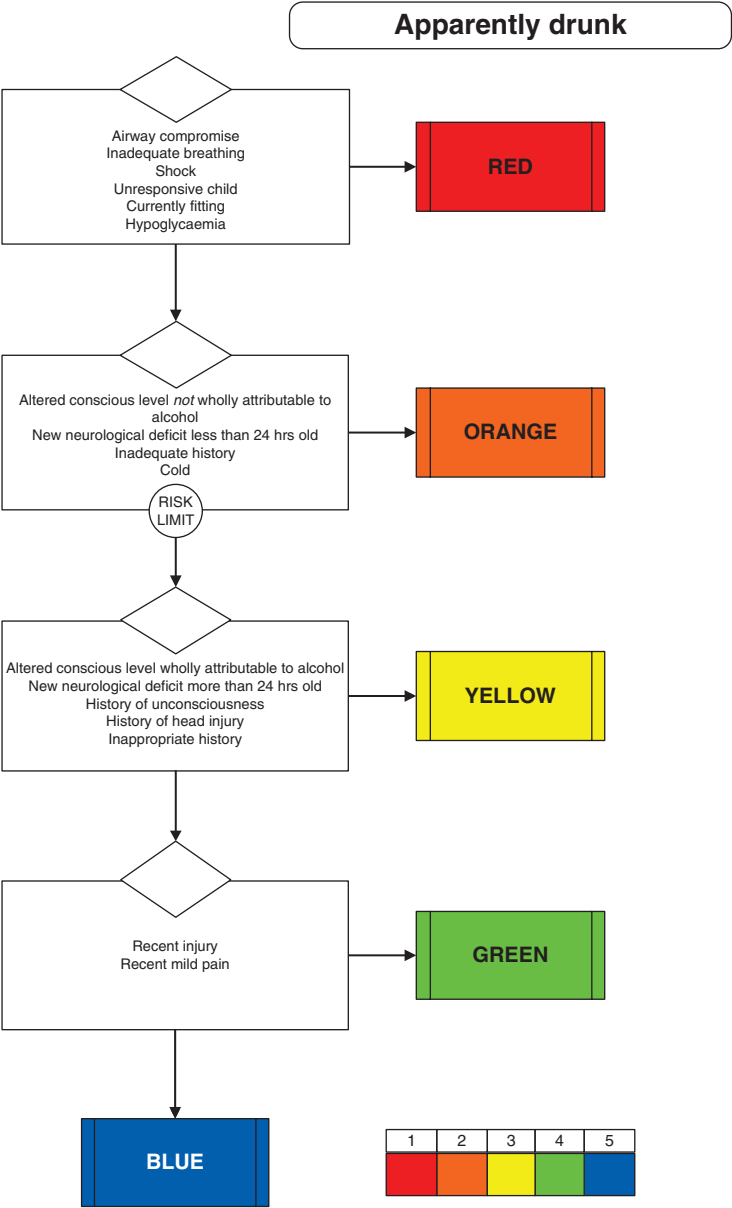 Apparently drunk
Airway compromise
Inadequate breathing
Shock
Unresponsive child
Currently fitting
Hypoglycaemia
RED
Altered conscious level not wholly attributable to
alcohol
New neurological deficit less than 24 hrs old
Inadequate history
Cold
ORANGE
RISK
LIMIT
Altered conscious level wholly attributable to alcohol
New neurological deficit more than 24 hrs old
History of unconsciousness
History of head injury
Inappropriate history
YELLOW
Recent injury
Recent mild pain
GREEN
BLUE
1 2 3 4 5